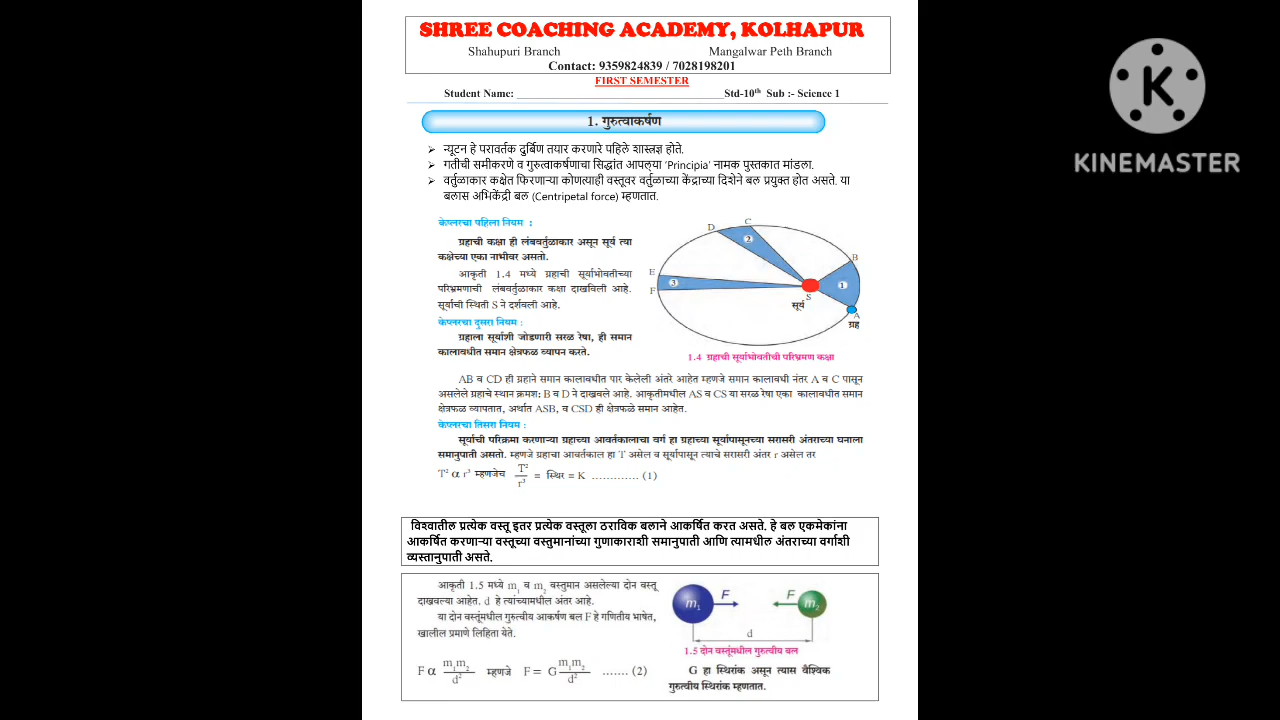 SHREE COACHING ACADEMY, KOLHAPUR
Shahupuri Branch Mangalwar Peth Branch
Contact: 9359824839 / 7028198201
FIRST SEMESTER
Student Name: ______________________________________Std-10th Sub :- Science 1
1. गुरुत्वाकर्षण
➢ न्यूटन हे परावर्तक दुर्बिण तयार करणारे पहिले शास्त्रज्ञ होते.
➢ गतीची समीकरणे व गुरुत्वाकर्षणाचा सिद्धांत आपल्या 'Principia' नामक पुस्तकात मांडला.
➢ वर्तुळाकार कक्षेत फिरणाऱ्या कोणत्याही वस्तूवर वर्तुळाच्या केंद्राच्या दिशेने बल प्रयुक्त होत असते. या
बलास अभिकेंद्री बल (Centripetal force) म्हणतात.
केप्लरचा पहिला नियम :
ग्रहाची कक्षा ही लंबवर्तुळाकार असून सूर्य त्या
कक्षेच्या एका नाभीवर असतो.
आकृती 1.4 मध्ये ग्रहाची सूर्याभोवतीच्या
परिभ्रमणाची लंबवर्तुळाकार कक्षा दाखविली आहे.
सूर्याची स्थिती S ने दर्शवली आहे.
केप्लरचा दुसरा नियम :
ग्रहाला सूर्याशी जोडणारी सरळ रेषा, ही समान
कालावधीत समान क्षेत्रफळ व्यापन करते.
D C
2
B
E
3
F
1
S
सूर्य
A
ग्रह
1.4 ग्रहाची सूर्याभोवतीची परिभ्रमण कक्षा
AB व CD ही ग्रहाने समान कालावधीत पार केलेली अंतरे आहेत म्हणजे समान कालावधी नंतर A व C पासून
असलेले ग्रहाचे स्थान क्रमश: B व D ने दाखवले आहे. आकृतीमधील AS व CS या सरळ रेषा एका कालावधीत समान
क्षेत्रफळ व्यापतात, अर्थात ASB, व CSD ही क्षेत्रफळे समान आहेत.
केप्लरचा तिसरा नियम :
सूर्याची परिक्रमा करणाऱ्या ग्रहाच्या आवर्तकालाचा वर्ग हा ग्रहाच्या सूर्यापासूनच्या सरासरी अंतराच्या घनाला
समानुपाती असतो. म्हणजे ग्रहाचा आवर्तकाल हा T असेल व सूर्यापासून त्याचे सरासरी अंतर r असेल तर
T² α r³ म्हणजेच T²/r³ = स्थिर = K ............. (1)
विश्वातील प्रत्येक वस्तू इतर प्रत्येक वस्तूला ठराविक बलाने आकर्षित करत असते. हे बल एकमेकांना
आकर्षित करणाऱ्या वस्तूच्या वस्तुमानांच्या गुणाकाराशी समानुपाती आणि त्यामधील अंतराच्या वर्गाशी
व्यस्तानुपाती असते.
आकृती 1.5 मध्ये m₁ व m₂ वस्तुमान असलेल्या दोन वस्तू
दाखवल्या आहेत. d हे त्यांच्यामधील अंतर आहे.
या दोन वस्तूंमधील गुरुत्वीय आकर्षण बल F हे गणितीय भाषेत,
खालील प्रमाणे लिहिता येते.
F α m₁m₂/d² म्हणजे F = G m₁m₂/d² ....... (2)
m₁ F F m₂
d
1.5 दोन वस्तूंमधील गुरुत्वीय बल
G हा स्थिरांक असून त्यास वैश्विक
गुरुत्वीय स्थिरांक म्हणतात.
K
KINEMASTER